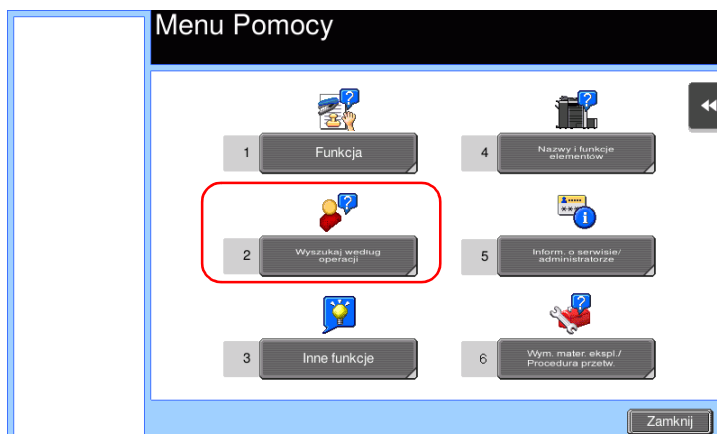 Menu Pomocy
1
Funkcja
4
Nazwy i funkcje
elementów
2
Wyszukaj według
operacji
5
Inform. o serwisie/
administratorze
3
Inne funkcje
6
Wym. mater. ekspl./
Procedura przetw.
Zamknij